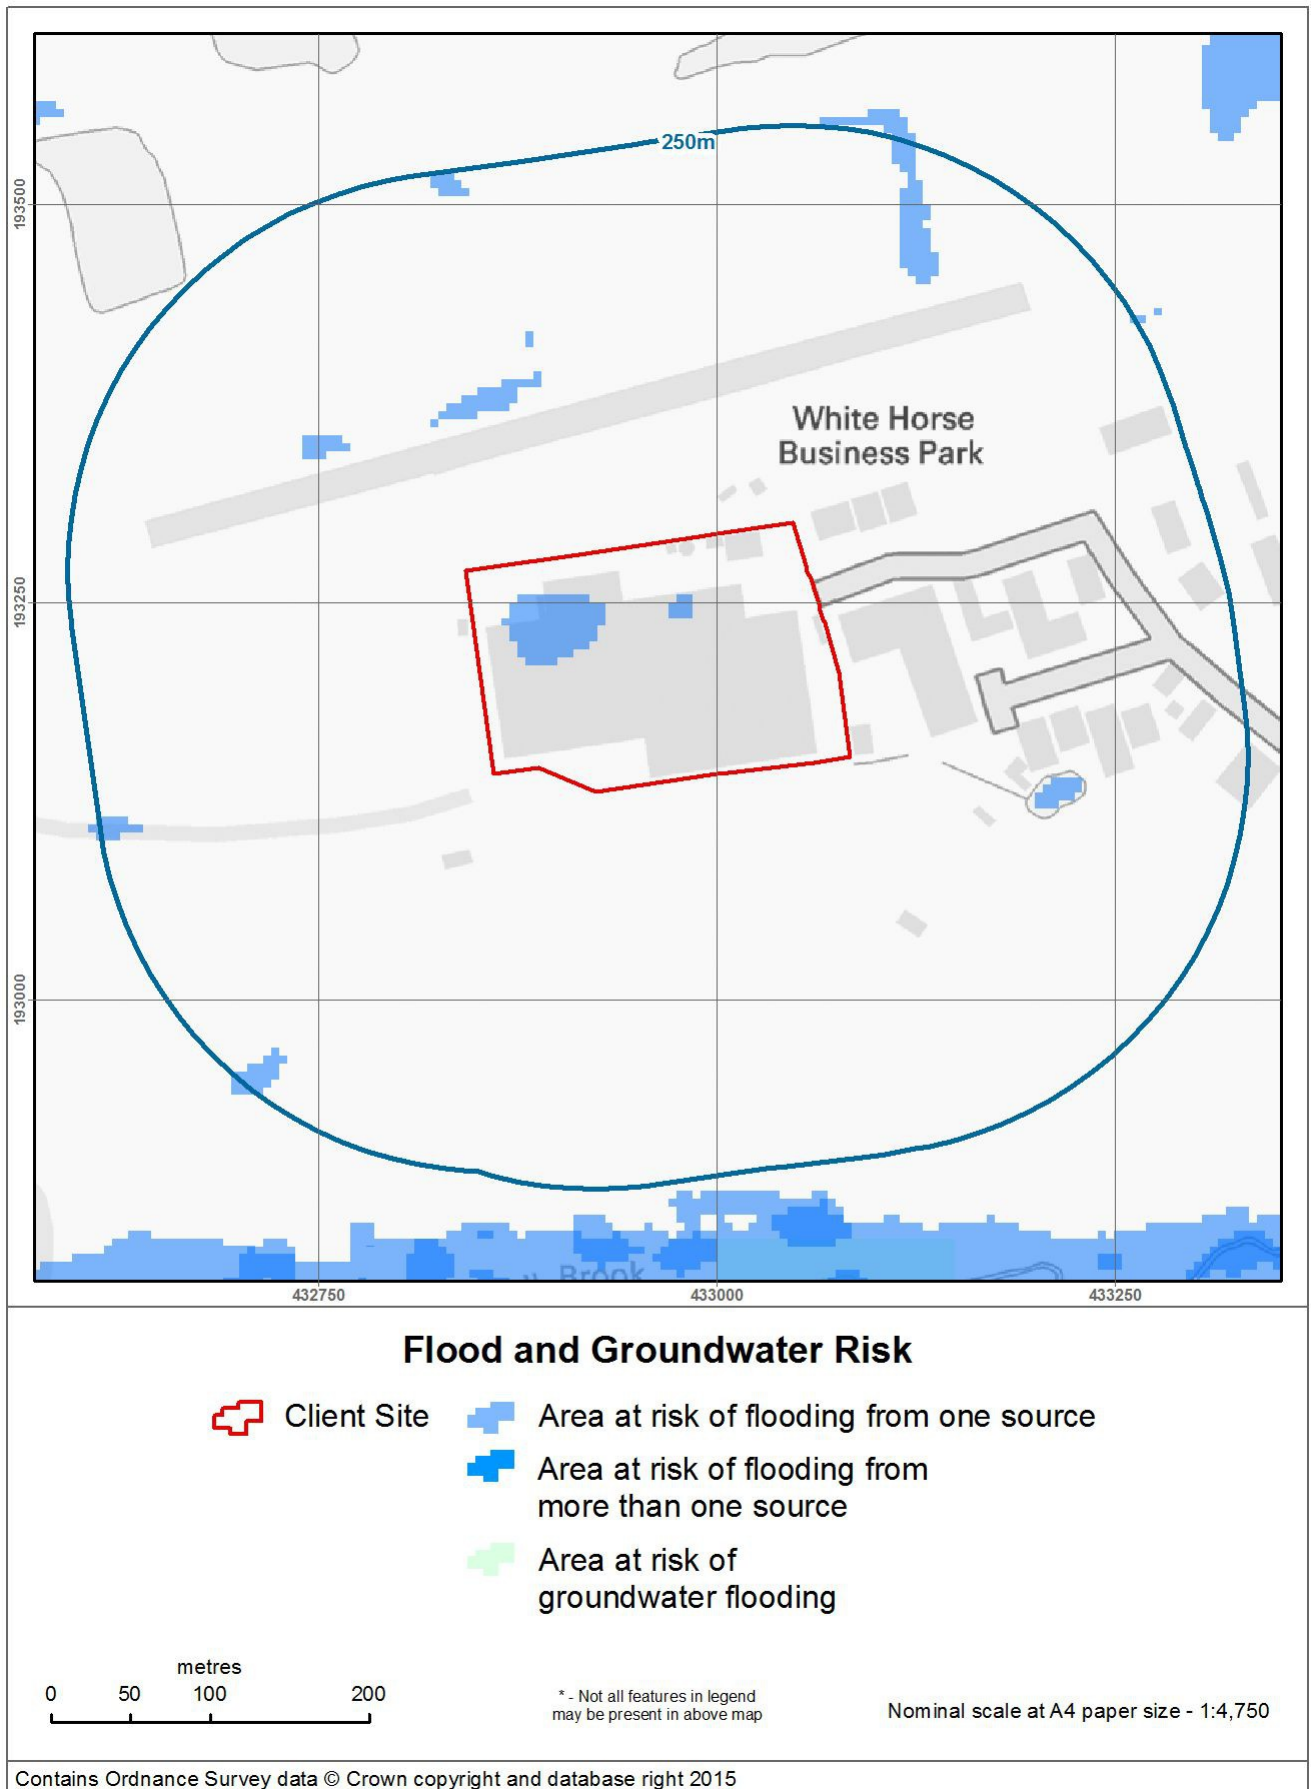 250m
193500
White Horse
Business Park
193250
193000
Brook
432750
433000
433250
Flood and Groundwater Risk
Client Site
Area at risk of flooding from one source
Area at risk of flooding from
more than one source
Area at risk of
groundwater flooding
metres
0 50 100 200
* - Not all features in legend
may be present in above map
Nominal scale at A4 paper size - 1:4,750
Contains Ordnance Survey data © Crown copyright and database right 2015